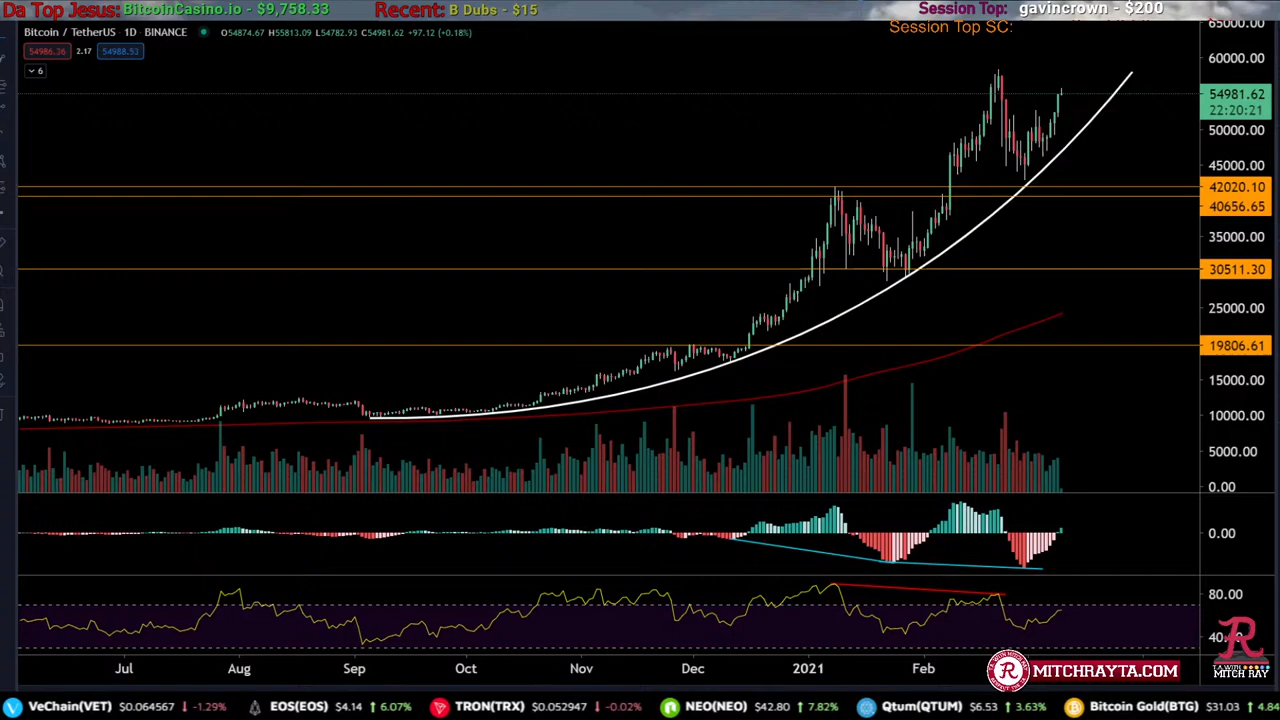 Da Top Jesus: BitcoinCasino.io - $9,758.33
Recent: B Dubs - $15
Session Top: gavincrown - $200
Session Top SC:
Bitcoin / TetherUS · 1D · BINANCE
O54874.67 H55813.09 L54782.93 C54981.62 +97.12 (+0.18%)
54986.36 2.17 54988.53
6
65000.00
60000.00
54981.62
22:20:21
50000.00
45000.00
42020.10
40656.65
35000.00
30511.30
25000.00
19806.61
15000.00
10000.00
5000.00
0.00
0.00
80.00
40.00
Jul Aug Sep Oct Nov Dec 2021 Feb
R MITCHRAYTA.COM
R
T.A. WITH
MITCH RAY
VeChain(VET) $0.064567 ↓ -1.29% EOS(EOS) $4.14 ↑ 6.07% TRON(TRX) $0.052947 ↓ -0.02% NEO(NEO) $42.80 ↑ 7.82% Qtum(QTUM) $6.53 ↑ 3.63% Bitcoin Gold(BTG) $31.03 ↑ 4.84